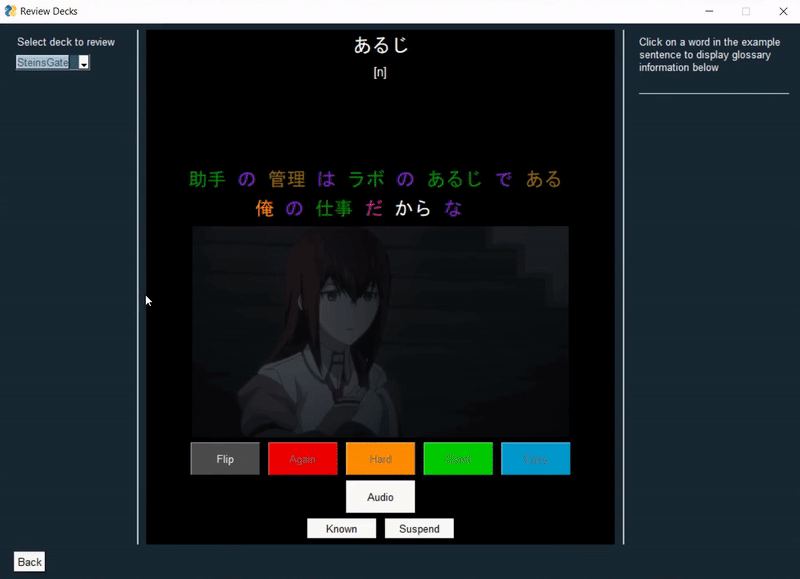 Review Decks
Select deck to review
SteinsGate
あるじ
[n]
助手 の 管理 は ラボ の あるじ で ある
俺 の 仕事 だ から な
Flip
Again
Hard
Good
Easy
Audio
Known
Suspend
Back
Click on a word in the example
sentence to display glossary
information below